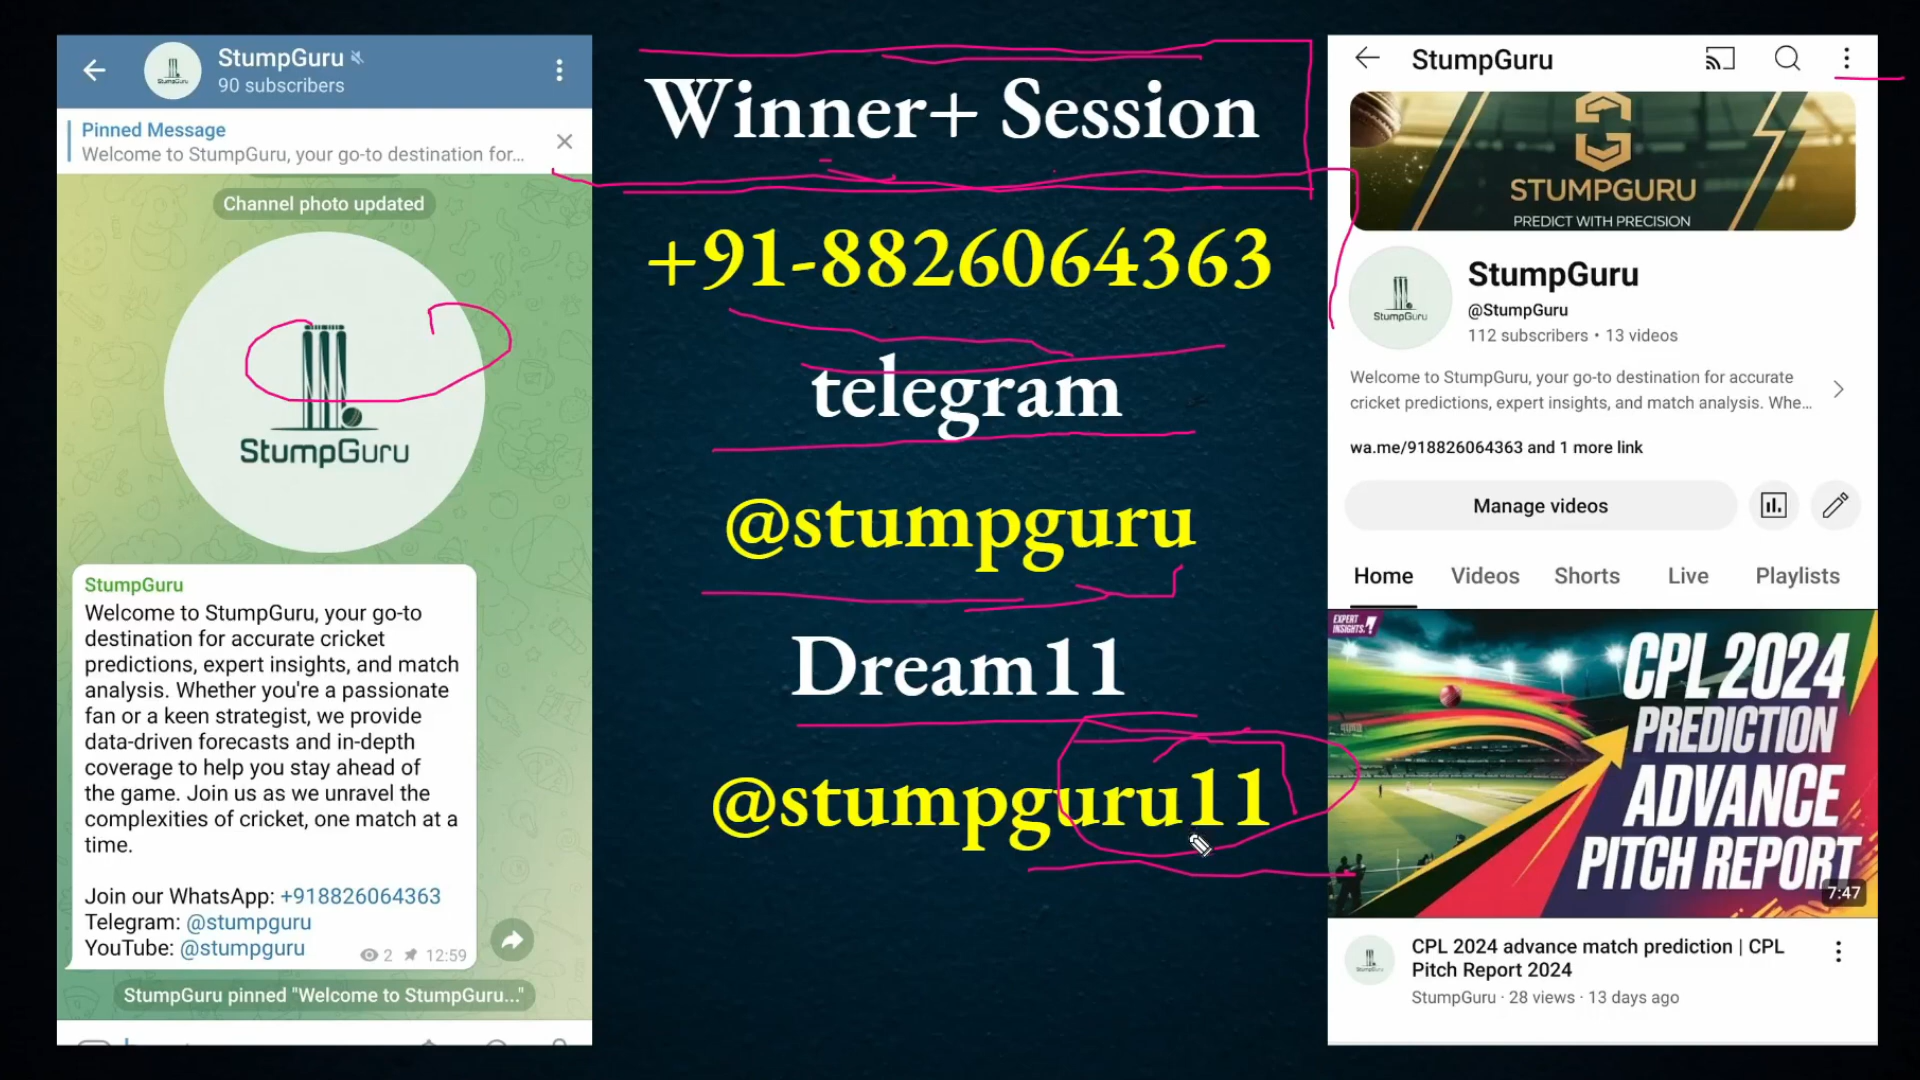 StumpGuru
90 subscribers
Pinned Message
Welcome to StumpGuru, your go-to destination for...
Channel photo updated
StumpGuru
StumpGuru
StumpGuru
Welcome to StumpGuru, your go-to
destination for accurate cricket
predictions, expert insights, and match
analysis. Whether you're a passionate
fan or a keen strategist, we provide
data-driven forecasts and in-depth
coverage to help you stay ahead of
the game. Join us as we unravel the
complexities of cricket, one match at a
time.
Join our WhatsApp: +918826064363
Telegram: @stumpguru
YouTube: @stumpguru
2 12:59
StumpGuru pinned "Welcome to StumpGuru..."
Winner+ Session
+91-8826064363
telegram
@stumpguru
Dream11
@stumpguru11
StumpGuru
STUMPGURU
PREDICT WITH PRECISION
StumpGuru
StumpGuru
@StumpGuru
112 subscribers • 13 videos
Welcome to StumpGuru, your go-to destination for accurate
cricket predictions, expert insights, and match analysis. Whe...
wa.me/918826064363 and 1 more link
Manage videos
Home Videos Shorts Live Playlists
EXPERT
INSIGHTS!
CPL 2024
PREDICTION
ADVANCE
PITCH REPORT
7:47
CPL 2024 advance match prediction | CPL
Pitch Report 2024
StumpGuru · 28 views · 13 days ago